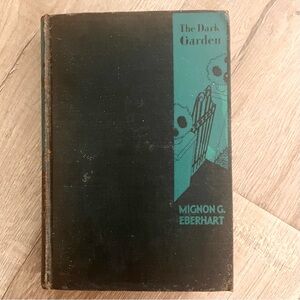 The Dark
Garden
MIGNON G.
EBERHART